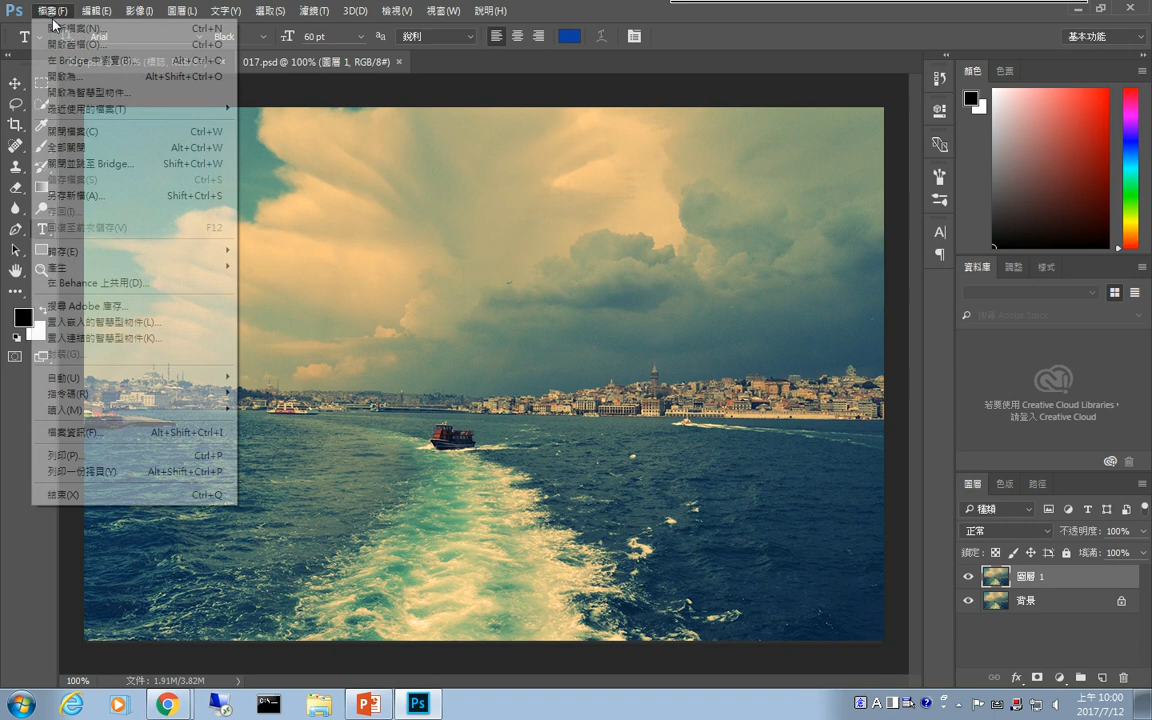 Ps 檔案(F) 編輯(E) 影像(I) 圖層(L) 文字(Y) 選取(S) 濾鏡(T) 3D(D) 檢視(V) 視窗(W) 說明(H)
T Arial Black 60 pt aa 銳利 基本功能
017.psd @ 100% (圖層 1, RGB/8#) ×
開新檔案(N)... Ctrl+N
開啟舊檔(O)... Ctrl+O
在 Bridge 中瀏覽(B)... Alt+Ctrl+O
開啟為... Alt+Shift+Ctrl+O
開啟為智慧型物件...
最近使用的檔案(T)
關閉檔案(C) Ctrl+W
全部關閉 Alt+Ctrl+W
關閉並跳至 Bridge... Shift+Ctrl+W
儲存檔案(S) Ctrl+S
另存新檔(A)... Shift+Ctrl+S
存回(I)...
回復至前次儲存(V) F12
轉存(E)
產生
在 Behance 上共用(D)...
搜尋 Adobe 庫存...
置入嵌入的智慧型物件(L)...
置入連結的智慧型物件(K)...
封裝(G)...
自動(U)
指令碼(R)
讀入(M)
檔案資訊(F)... Alt+Shift+Ctrl+I
列印(P)... Ctrl+P
列印一份拷貝(Y) Alt+Shift+Ctrl+P
結束(X) Ctrl+Q
顏色 色票
資料庫 調整 樣式
搜尋 Adobe Stock
若要使用 Creative Cloud Libraries,
請登入 Creative Cloud
圖層 色版 路徑
種類
正常 不透明度: 100%
鎖定: 填滿: 100%
圖層 1
背景
100% 文件: 1.91M/3.82M
上午 10:00
2017/7/12